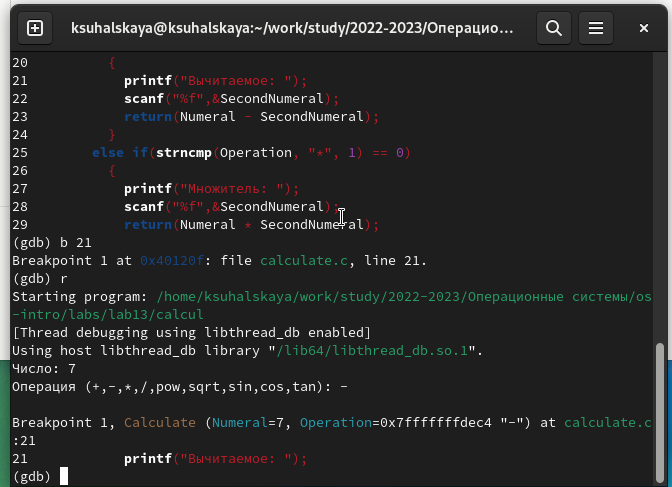 ksuhalskaya@ksuhalskaya:~/work/study/2022-2023/Операцио...
20          {
21            printf("Вычитаемое: ");
22            scanf("%f",&SecondNumeral);
23            return(Numeral - SecondNumeral);
24          }
25        else if(strncmp(Operation, "*", 1) == 0)
26          {
27            printf("Множитель: ");
28            scanf("%f",&SecondNumeral);
29            return(Numeral * SecondNumeral);
(gdb) b 21
Breakpoint 1 at 0x40120f: file calculate.c, line 21.
(gdb) r
Starting program: /home/ksuhalskaya/work/study/2022-2023/Операционные системы/os
-intro/labs/lab13/calcul
[Thread debugging using libthread_db enabled]
Using host libthread_db library "/lib64/libthread_db.so.1".
Число: 7
Операция (+,-,*,/,pow,sqrt,sin,cos,tan): -
Breakpoint 1, Calculate (Numeral=7, Operation=0x7fffffffdec4 "-") at calculate.c
:21
21            printf("Вычитаемое: ");
(gdb)